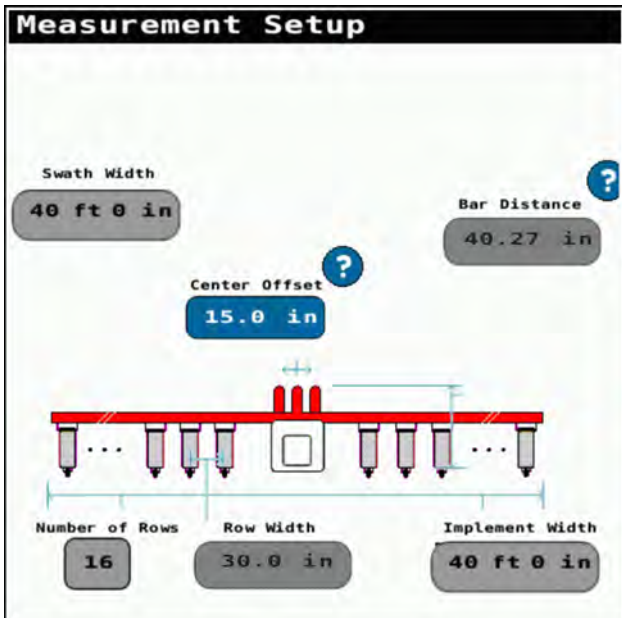 Measurement Setup
Swath Width
40 ft 0 in
?
Bar Distance
40.27 in
?
Center Offset
15.0 in
...
...
Number of Rows
16
Row Width
30.0 in
Implement Width
40 ft 0 in